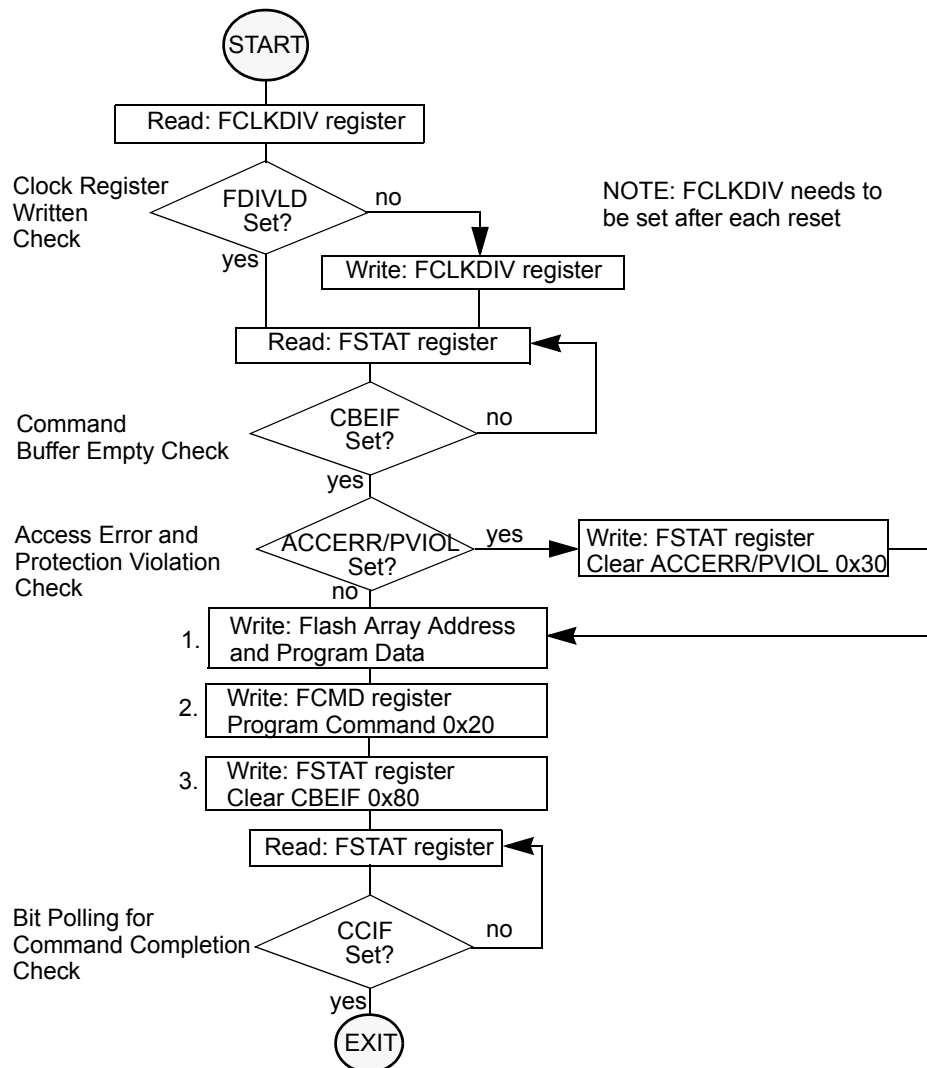 START
Read: FCLKDIV register
Clock Register
Written
Check
FDIVLD
Set?
no
yes
NOTE: FCLKDIV needs to
be set after each reset
Write: FCLKDIV register
Read: FSTAT register
Command
Buffer Empty Check
CBEIF
Set?
no
yes
Access Error and
Protection Violation
Check
ACCERR/PVIOL
Set?
yes
no
Write: FSTAT register
Clear ACCERR/PVIOL 0x30
1.
Write: Flash Array Address
and Program Data
2.
Write: FCMD register
Program Command 0x20
3.
Write: FSTAT register
Clear CBEIF 0x80
Read: FSTAT register
Bit Polling for
Command Completion
Check
CCIF
Set?
no
yes
EXIT